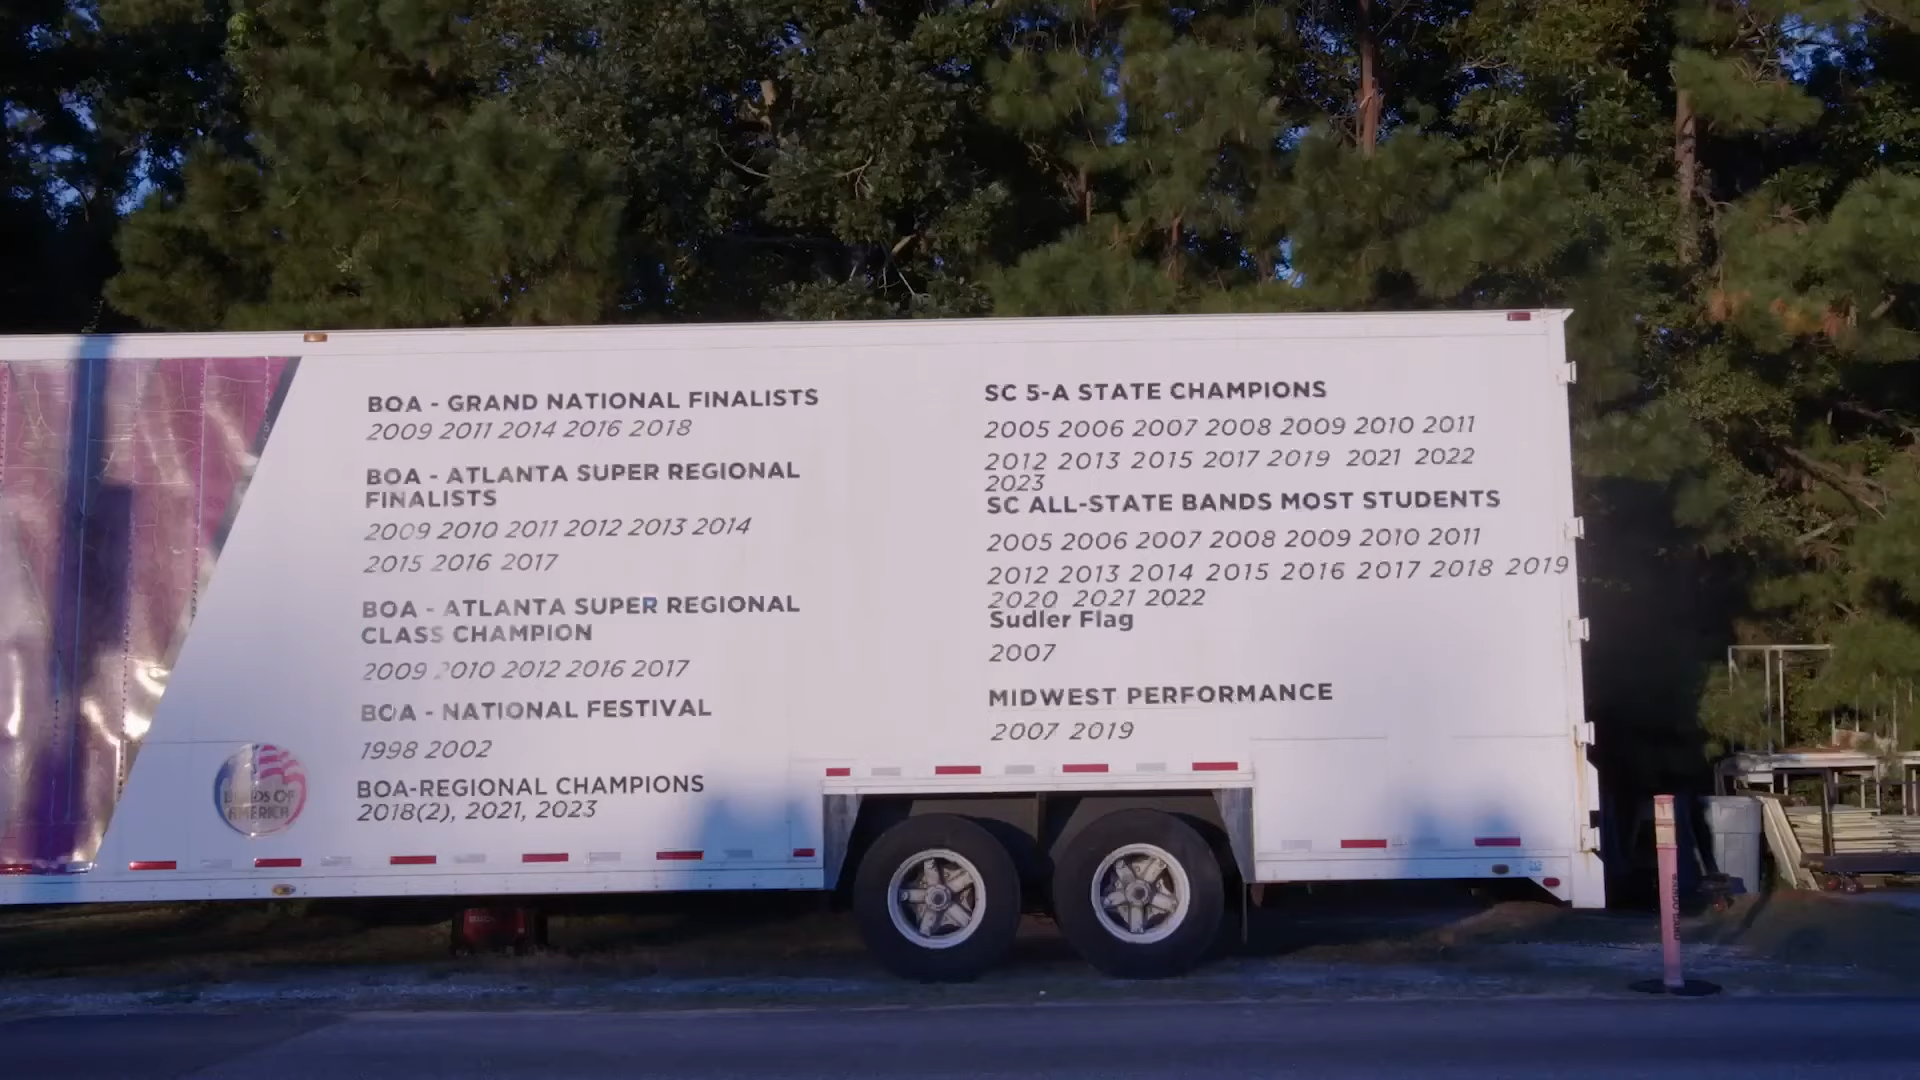 BOA - GRAND NATIONAL FINALISTS
2009 2011 2014 2016 2018
BOA - ATLANTA SUPER REGIONAL
FINALISTS
2009 2010 2011 2012 2013 2014
2015 2016 2017
BOA - ATLANTA SUPER REGIONAL
CLASS CHAMPION
2009 2010 2012 2016 2017
BOA - NATIONAL FESTIVAL
1998 2002
BOA-REGIONAL CHAMPIONS
2018(2), 2021, 2023
BANDS OF
AMERICA
SC 5-A STATE CHAMPIONS
2005 2006 2007 2008 2009 2010 2011
2012 2013 2015 2017 2019 2021 2022
2023
SC ALL-STATE BANDS MOST STUDENTS
2005 2006 2007 2008 2009 2010 2011
2012 2013 2014 2015 2016 2017 2018 2019
2020 2021 2022
Sudler Flag
2007
MIDWEST PERFORMANCE
2007 2019